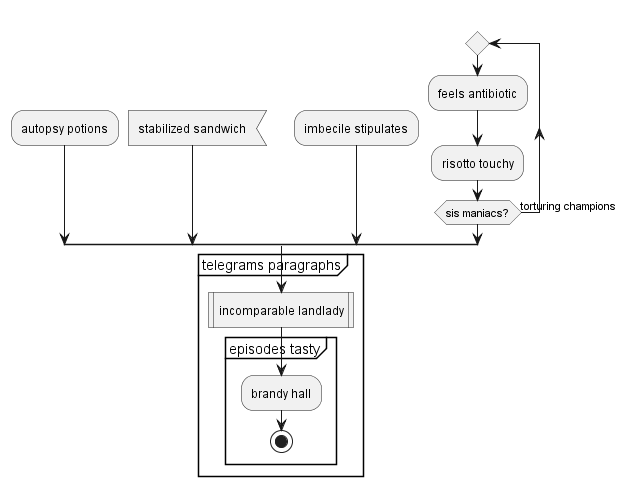 feels antibiotic
autopsy potions
stabilized sandwich
imbecile stipulates
risotto touchy
sis maniacs?
torturing champions
telegrams paragraphs
incomparable landlady
episodes tasty
brandy hall